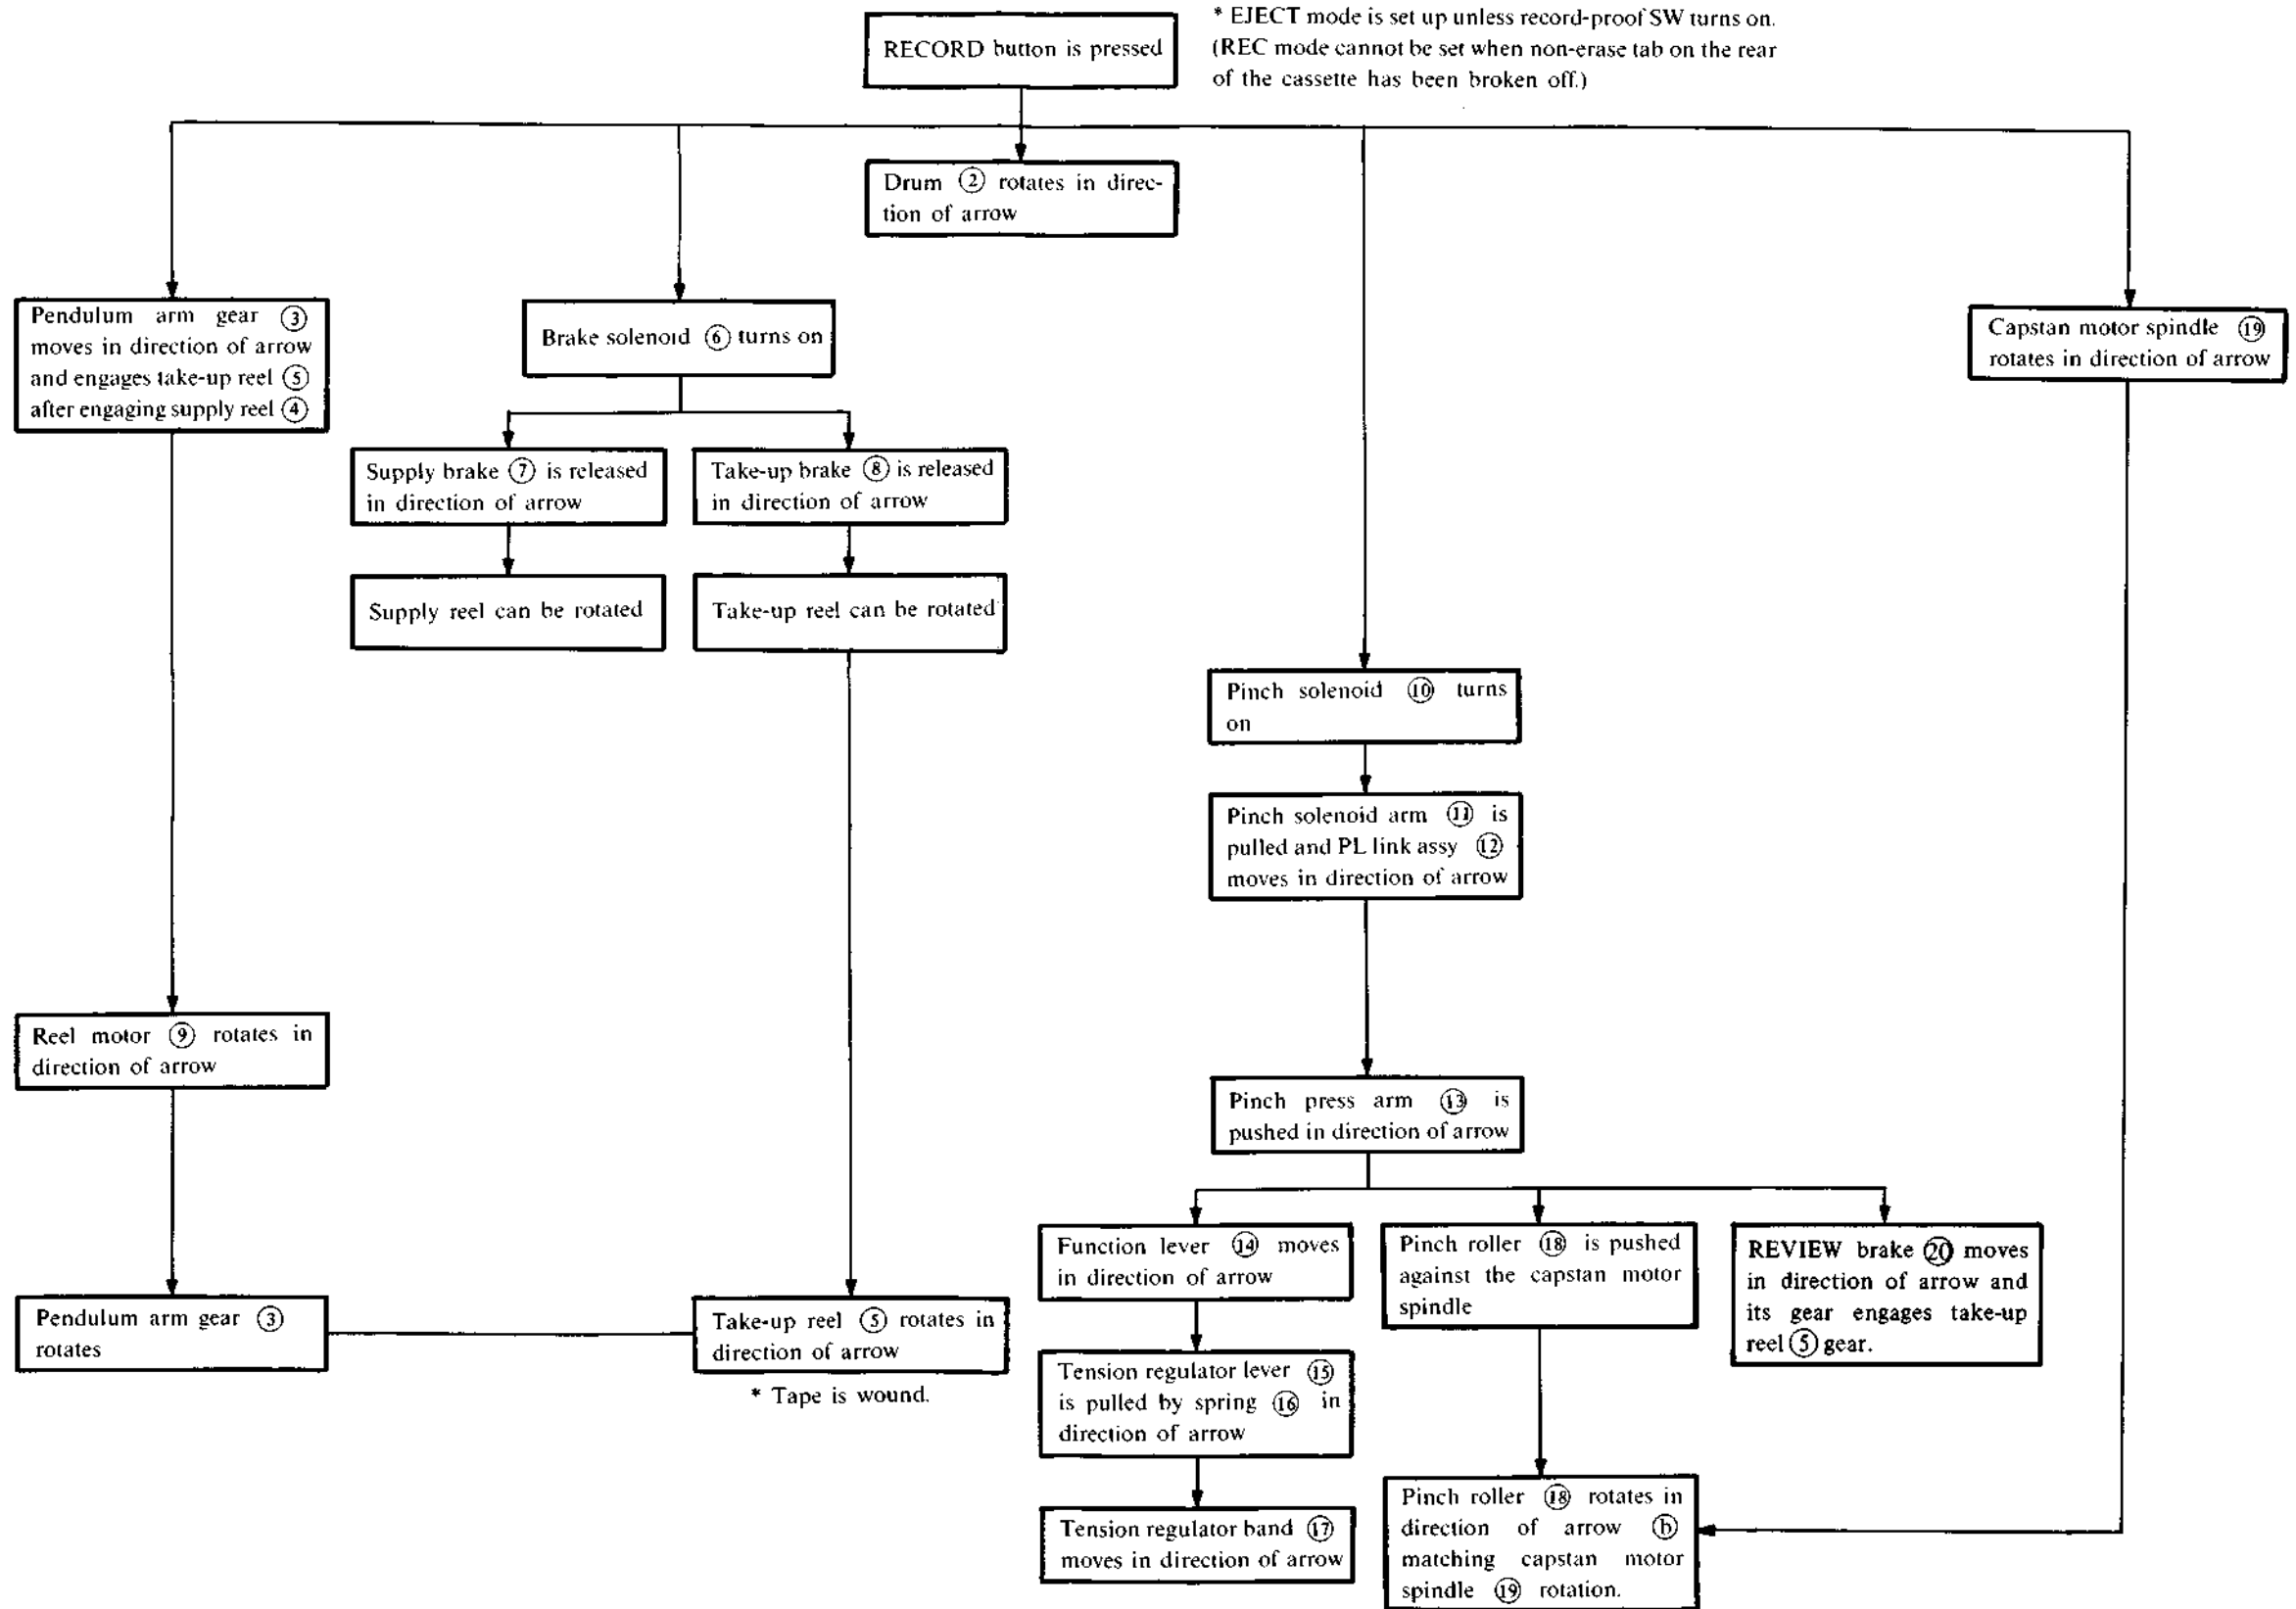 RECORD button is pressed
* EJECT mode is set up unless record-proof SW turns on.
(REC mode cannot be set when non-erase tab on the rear
of the cassette has been broken off.)
Drum ② rotates in direc-
tion of arrow
Pendulum arm gear ③
moves in direction of arrow
and engages take-up reel ⑤
after engaging supply reel ④
Brake solenoid ⑥ turns on
Capstan motor spindle ⑲
rotates in direction of arrow
Supply brake ⑦ is released
in direction of arrow
Take-up brake ⑧ is released
in direction of arrow
Supply reel can be rotated
Take-up reel can be rotated
Pinch solenoid ⑩ turns
on
Pinch solenoid arm ⑪ is
pulled and PL link assy ⑫
moves in direction of arrow
Reel motor ⑨ rotates in
direction of arrow
Pinch press arm ⑬ is
pushed in direction of arrow
Function lever ⑭ moves
in direction of arrow
Pinch roller ⑱ is pushed
against the capstan motor
spindle
REVIEW brake ⑳ moves
in direction of arrow and
its gear engages take-up
reel ⑤ gear.
Pendulum arm gear ③
rotates
Take-up reel ⑤ rotates in
direction of arrow
* Tape is wound.
Tension regulator lever ⑮
is pulled by spring ⑯ in
direction of arrow
Tension regulator band ⑰
moves in direction of arrow
Pinch roller ⑱ rotates in
direction of arrow ⓑ
matching capstan motor
spindle ⑲ rotation.